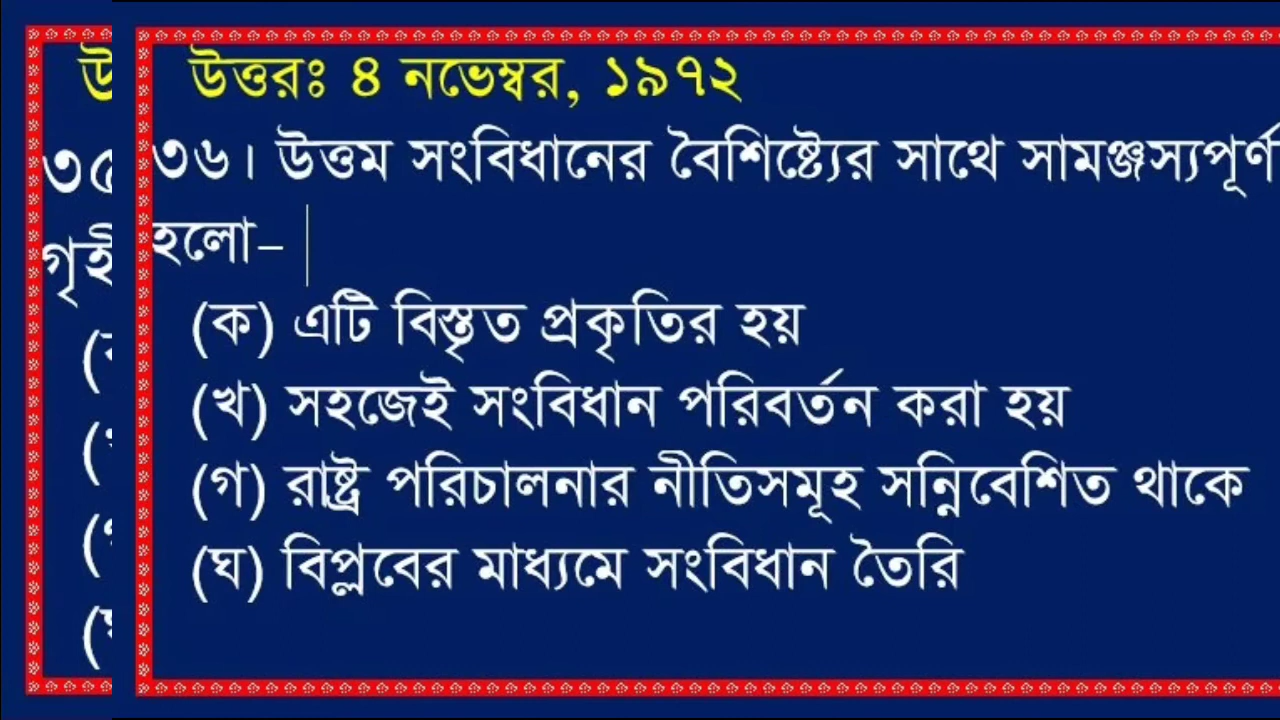 উত্তরঃ ৪ নভেম্বর, ১৯৭২
৩৬। উত্তম সংবিধানের বৈশিষ্ট্যের সাথে সামঞ্জস্যপূর্ণ
হলো–
(ক) এটি বিস্তৃত প্রকৃতির হয়
(খ) সহজেই সংবিধান পরিবর্তন করা হয়
(গ) রাষ্ট্র পরিচালনার নীতিসমূহ সন্নিবেশিত থাকে
(ঘ) বিপ্লবের মাধ্যমে সংবিধান তৈরি